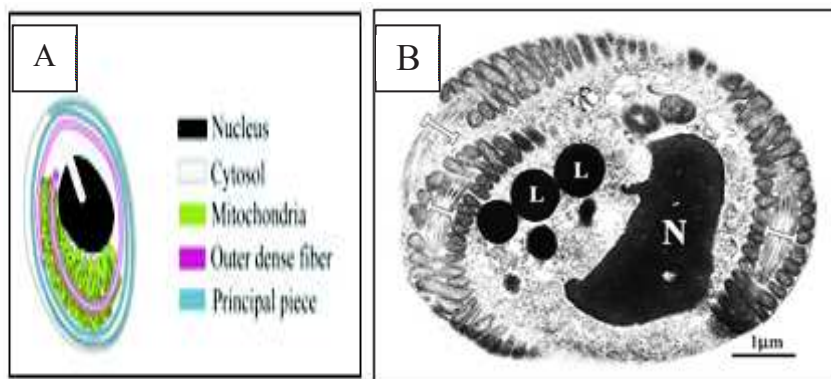 A
Nucleus
Cytosol
Mitochondria
Outer dense fiber
Principal piece
B
L
L
N
1µm